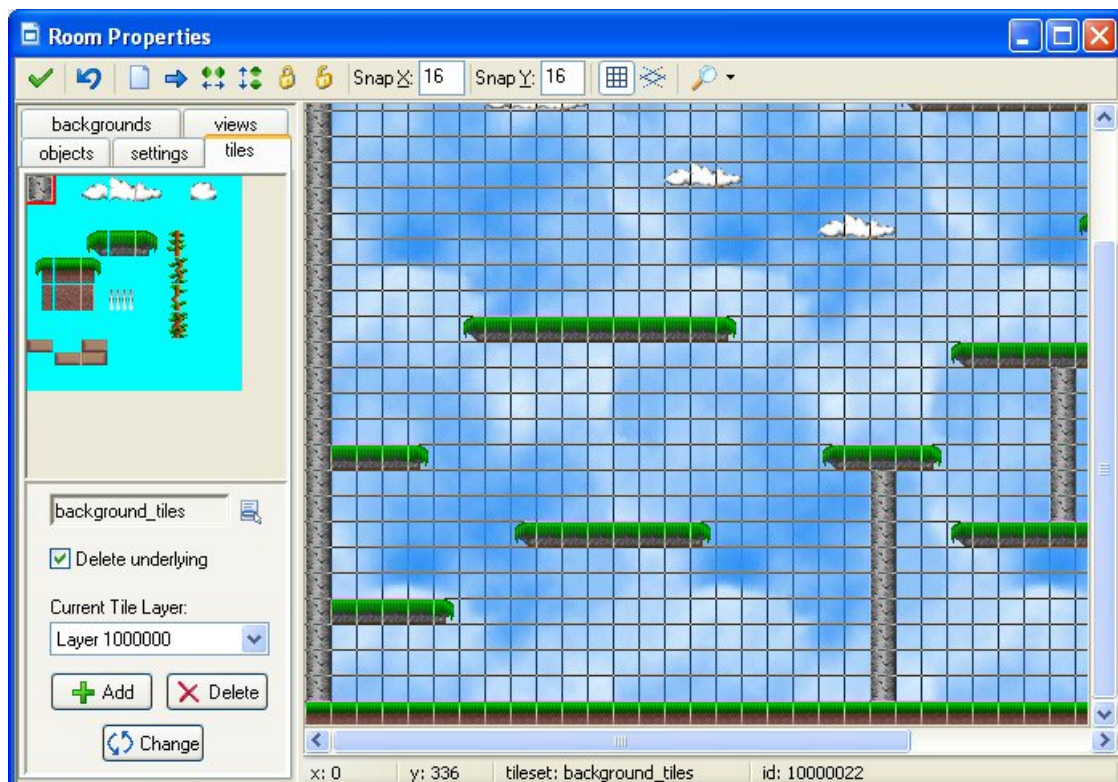 Room Properties
Snap X: 16 Snap Y: 16
backgrounds views
objects settings tiles
background_tiles
Delete underlying
Current Tile Layer:
Layer 1000000
Add Delete
Change
x: 0 y: 336 tileset: background_tiles id: 10000022